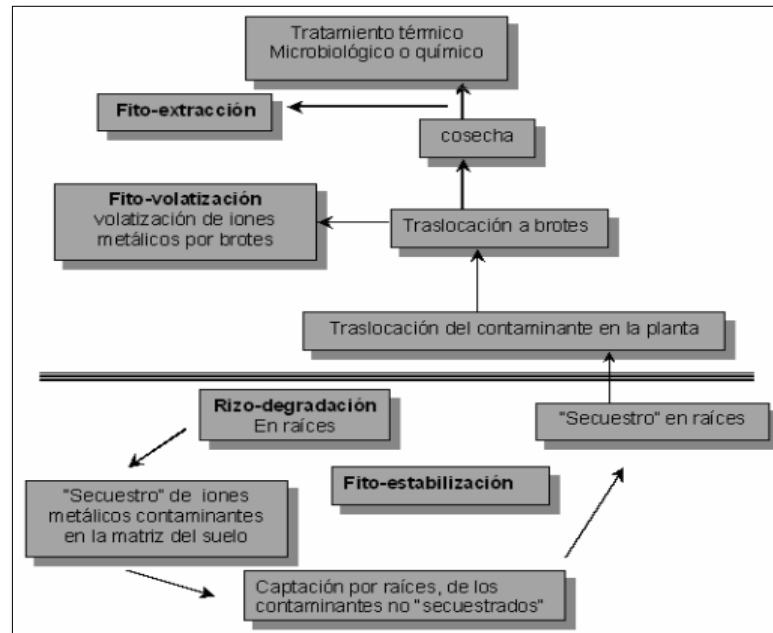 Tratamiento térmico
Microbiológico o químico
Fito-extracción
cosecha
Fito-volatización
volatización de iones
metálicos por brotes
Traslocación a brotes
Traslocación del contaminante en la planta
Rizo-degradación
En raíces
"Secuestro" en raíces
Fito-estabilización
"Secuestro" de iones
metálicos contaminantes
en la matriz del suelo
Captación por raíces, de los
contaminantes no "secuestrados"